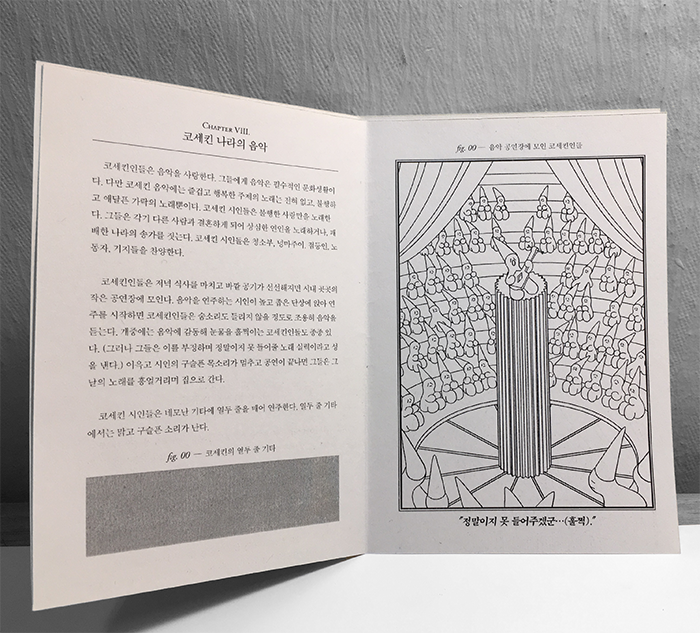 CHAPTER VIII.
코세킨 나라의 음악
코세킨인들은 음악을 사랑한다. 그들에게 음악은 필수적인 문화생활이
다. 다만 코세킨 음악에는 즐겁고 행복한 주제의 노래는 전혀 없고, 불행하
고 애달픈 가락의 노래뿐이다. 코세킨 시인들은 불행한 사랑만을 노래한
다. 그들은 각기 다른 사람과 결혼하게 되어 상심한 연인을 노래하거나, 패
배한 나라의 송가를 짓는다. 코세킨 시인들은 청소부, 넝마주이, 절름인, 노
동자, 거지들을 찬양한다.
코세킨인들은 저녁 식사를 마치고 바깥 공기가 신선해지면 시내 곳곳의
작은 공연장에 모인다. 음악을 연주하는 시인이 높고 좁은 단상에 앉아 연
주를 시작하면 코세킨인들은 숨소리도 들리지 않을 정도로 조용히 음악을
듣는다. 개중에는 음악에 감동해 눈물을 훌쩍이는 코세킨인들도 종종 있
다. (그러나 그들은 이를 부정하며 정말이지 못 들어줄 노래 실력이라고 성
을 낸다.) 이윽고 시인의 구슬픈 목소리가 멈추고 공연이 끝나면 그들은 그
날의 노래를 흥얼거리며 집으로 간다.
코세킨 시인들은 네모난 기타에 열두 줄을 매어 연주한다. 열두 줄 기타
에서는 맑고 구슬픈 소리가 난다.
fig. 00 — 코세킨의 열두 줄 기타
fig. 00 — 음악 공연장에 모인 코세킨인들
"정말이지 못 들어주겠군…(훌쩍)."